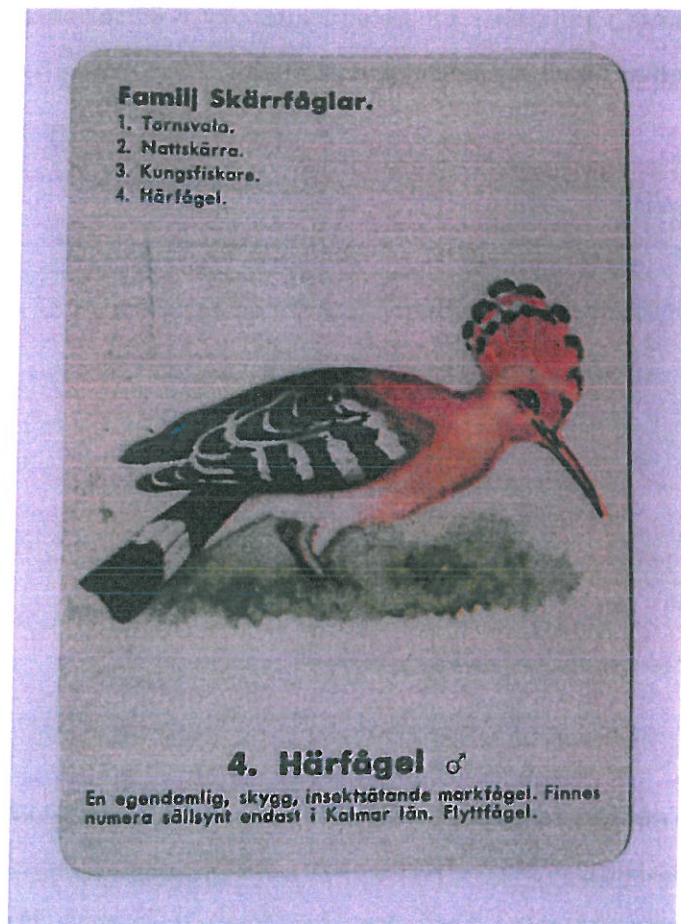 Familj Skärrfåglar.
1. Tornsvala.
2. Nattskärra.
3. Kungsfiskare.
4. Härfågel.
4. Härfågel ♂
En egendomlig, skygg, insektsätande markfågel. Finnes
numera sällsynt endast i Kalmar län. Flyttfågel.